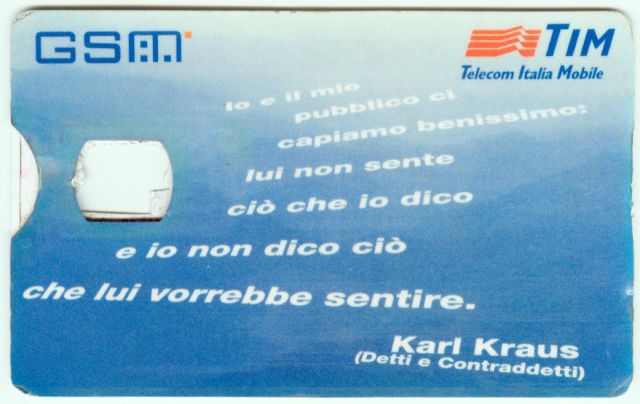 GSM
TIM
Telecom Italia Mobile
Io e il mio
pubblico ci
capiamo benissimo:
lui non sente
ciò che io dico
e io non dico ciò
che lui vorrebbe sentire.
Karl Kraus
(Detti e Contraddetti)